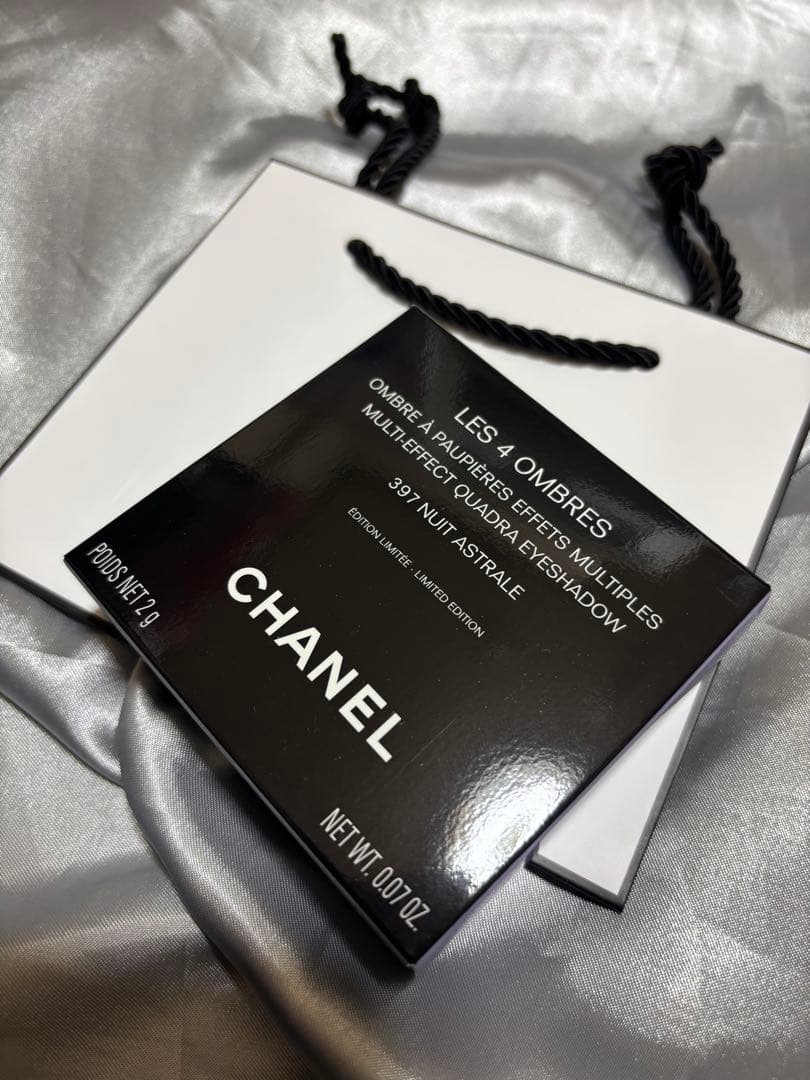 LES 4 OMBRES
OMBRE À PAUPIÈRES EFFETS MULTIPLES
MULTI-EFFECT QUADRA EYESHADOW
397 NUIT ASTRALE
ÉDITION LIMITÉE - LIMITED EDITION
CHANEL
POIDS NET 2 g
NET WT. 0.07 OZ.